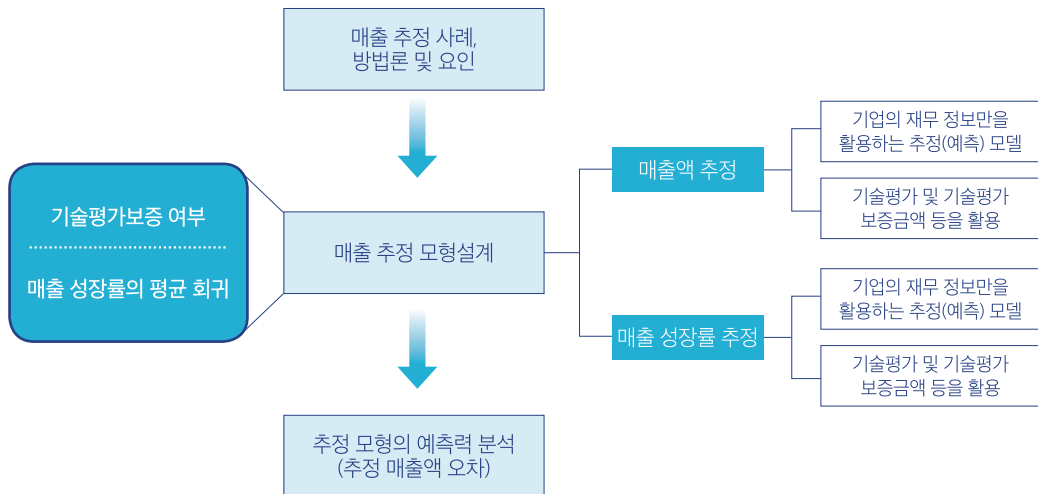 매출 추정 사례,
방법론 및 요인
기술평가보증 여부
매출 성장률의 평균 회귀
매출 추정 모형설계
추정 모형의 예측력 분석
(추정 매출액 오차)
매출액 추정
기업의 재무 정보만을
활용하는 추정(예측) 모델
기술평가 및 기술평가
보증금액 등을 활용
매출 성장률 추정
기업의 재무 정보만을
활용하는 추정(예측) 모델
기술평가 및 기술평가
보증금액 등을 활용